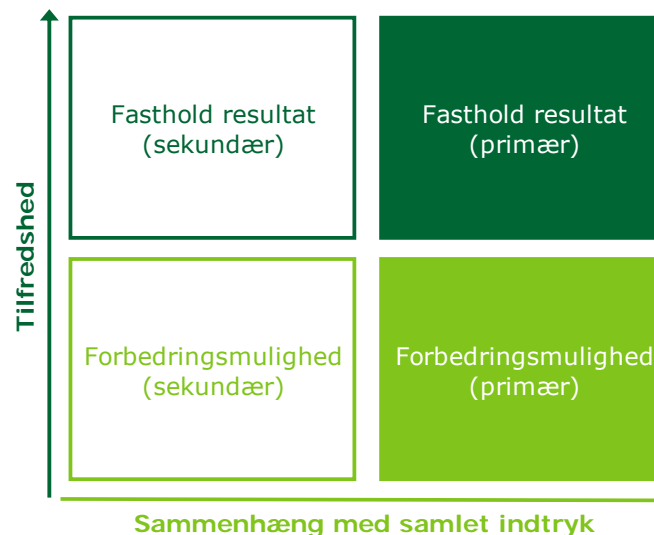 Tilfredshed
Fasthold resultat
(sekundær)
Fasthold resultat
(primær)
Forbedringsmulighed
(sekundær)
Forbedringsmulighed
(primær)
Sammenhæng med samlet indtryk